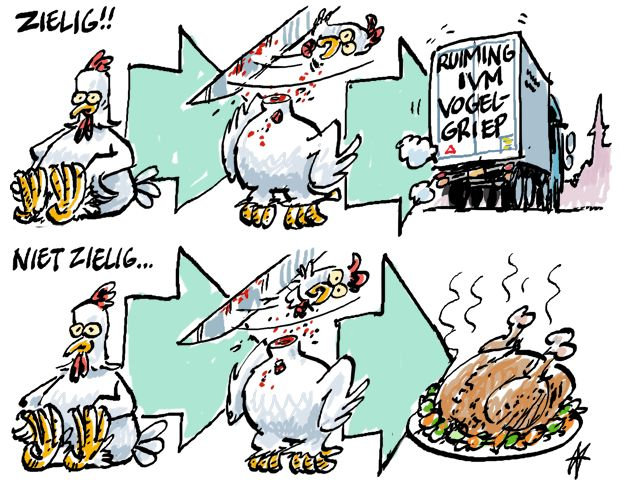 ZIELIG!!
RUIMING
IVM
VOGEL-
GRIEP
NIET ZIELIG...